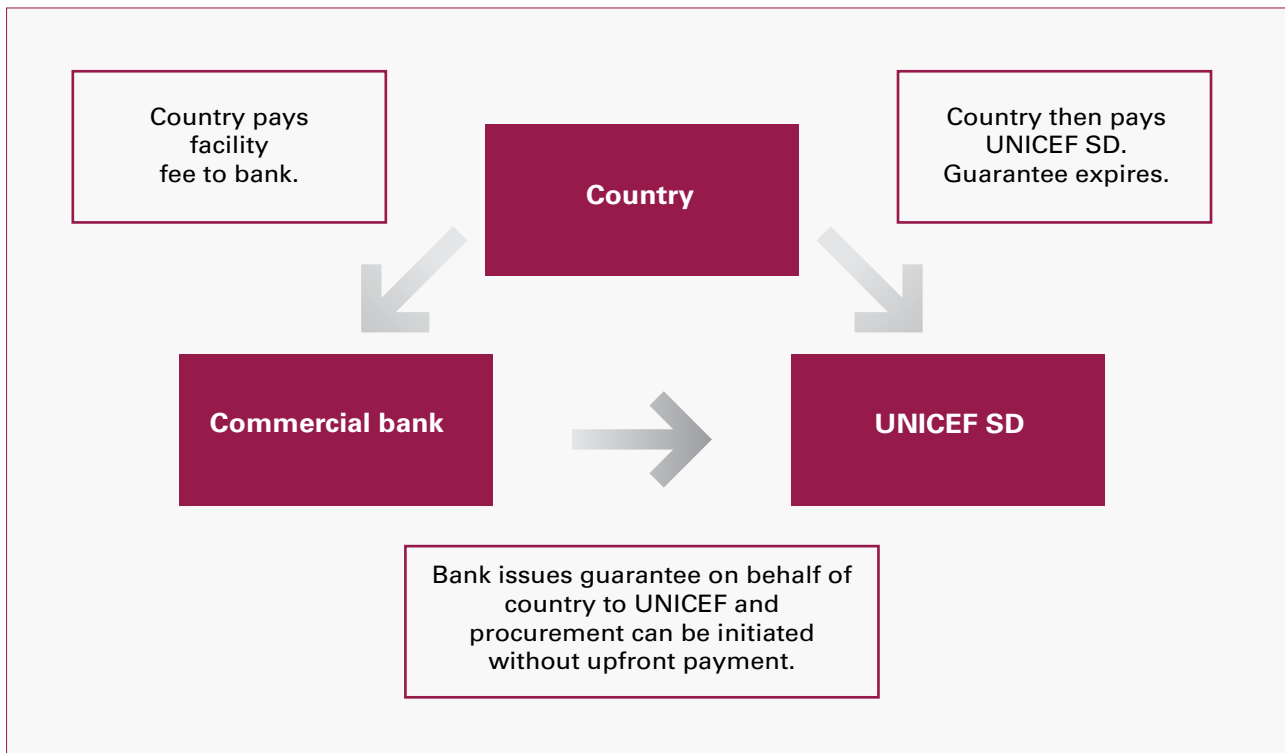 Country pays
facility
fee to bank.
Country
Country then pays
UNICEF SD.
Guarantee expires.
Commercial bank
UNICEF SD
Bank issues guarantee on behalf of
country to UNICEF and
procurement can be initiated
without upfront payment.